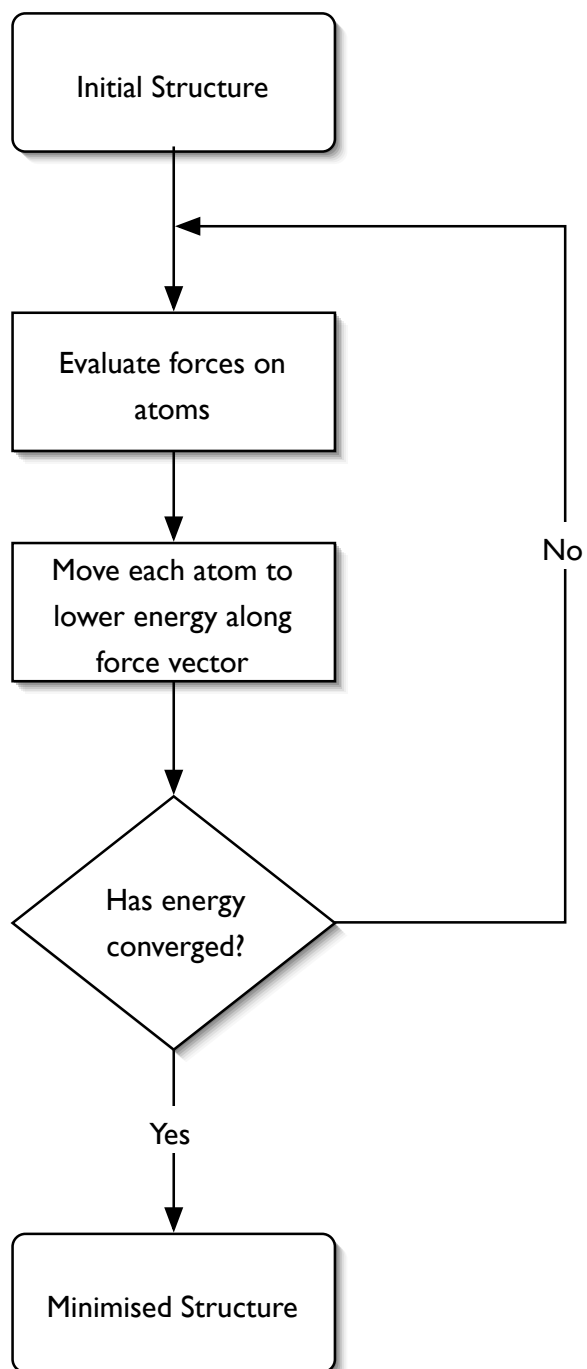 Initial Structure
Evaluate forces on
atoms
No
Move each atom to
lower energy along
force vector
Has energy
converged?
Yes
Minimised Structure